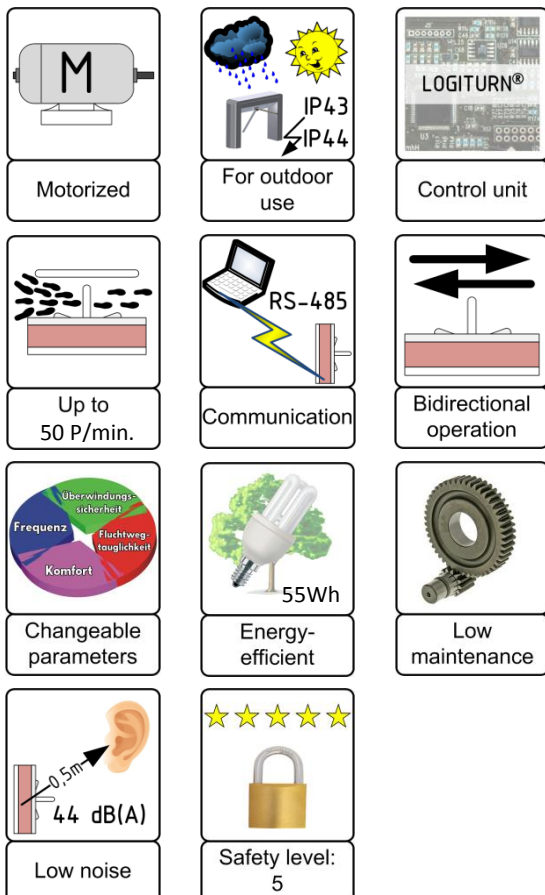 M
Motorized
IP43
IP44
For outdoor
use
LOGITURN®
U3
Control unit
Up to
50 P/min.
RS-485
Communication
Bidirectional
operation
Überwindungs-
sicherheit
Frequenz
Fluchtweg-
tauglichkeit
Komfort
Changeable
parameters
55Wh
Energy-
efficient
Low
maintenance
0,5m
44 dB(A)
Low noise
Safety level:
5